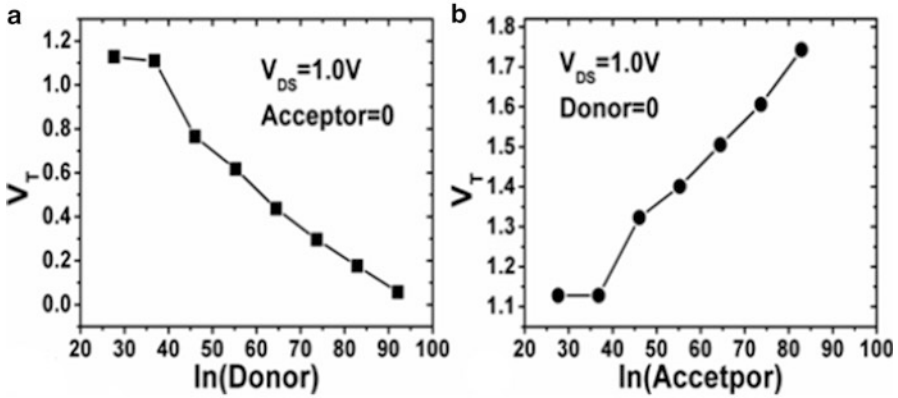 a
V_DS=1.0V
Acceptor=0
V_T
1.2
1.0
0.8
0.6
0.4
0.2
0.0
20 30 40 50 60 70 80 90 100
ln(Donor)
b
V_DS=1.0V
Donor=0
V_T
1.8
1.7
1.6
1.5
1.4
1.3
1.2
1.1
20 30 40 50 60 70 80 90 100
ln(Accetpor)